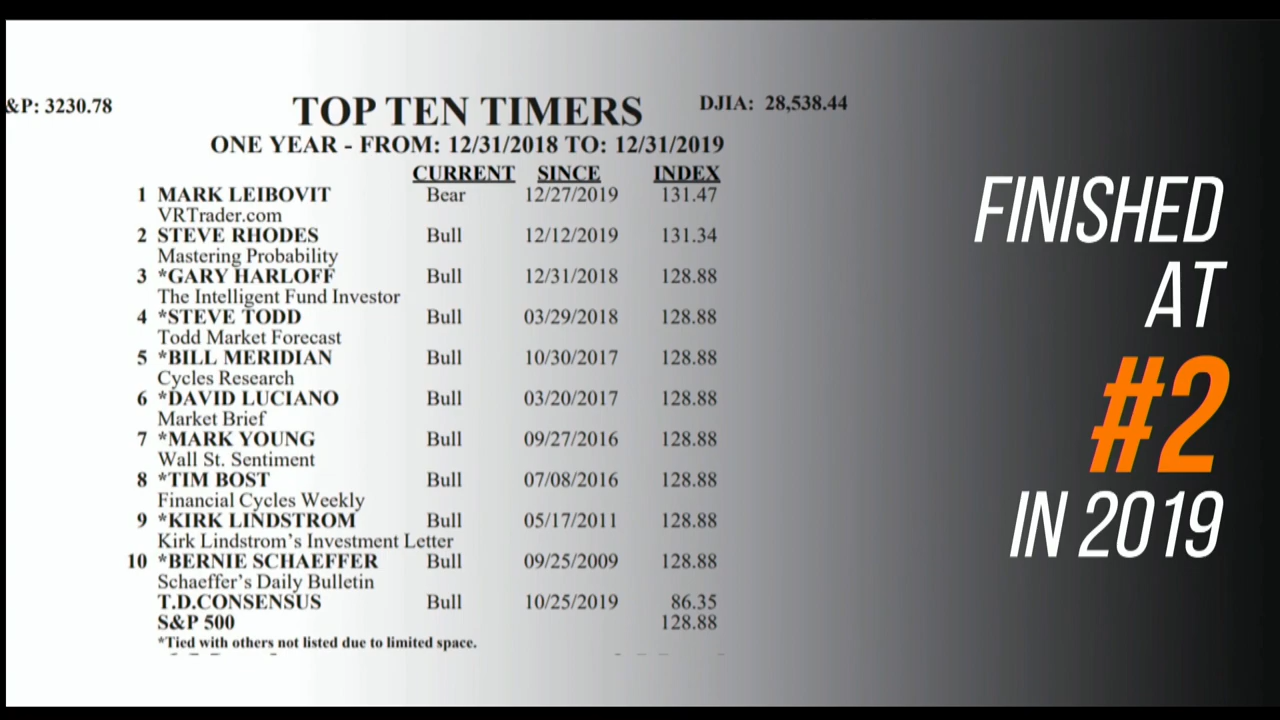 &P: 3230.78
TOP TEN TIMERS
DJIA: 28,538.44
ONE YEAR - FROM: 12/31/2018 TO: 12/31/2019
CURRENT SINCE INDEX
1 MARK LEIBOVIT Bear 12/27/2019 131.47
VRTrader.com
2 STEVE RHODES Bull 12/12/2019 131.34
Mastering Probability
3 *GARY HARLOFF Bull 12/31/2018 128.88
The Intelligent Fund Investor
4 *STEVE TODD Bull 03/29/2018 128.88
Todd Market Forecast
5 *BILL MERIDIAN Bull 10/30/2017 128.88
Cycles Research
6 *DAVID LUCIANO Bull 03/20/2017 128.88
Market Brief
7 *MARK YOUNG Bull 09/27/2016 128.88
Wall St. Sentiment
8 *TIM BOST Bull 07/08/2016 128.88
Financial Cycles Weekly
9 *KIRK LINDSTROM Bull 05/17/2011 128.88
Kirk Lindstrom's Investment Letter
10 *BERNIE SCHAEFFER Bull 09/25/2009 128.88
Schaeffer's Daily Bulletin
T.D.CONSENSUS Bull 10/25/2019 86.35
S&P 500 128.88
*Tied with others not listed due to limited space.
FINISHED
AT
#2
IN 2019